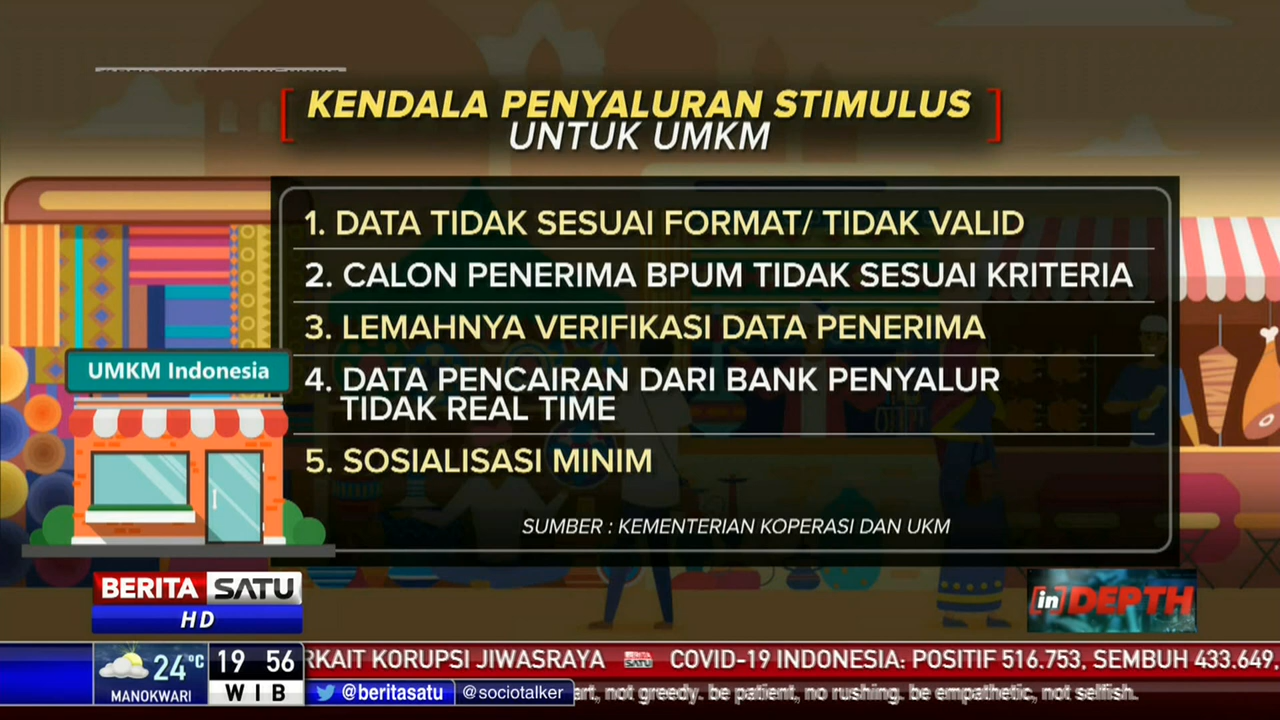 KENDALA PENYALURAN STIMULUS
UNTUK UMKM
1. DATA TIDAK SESUAI FORMAT/ TIDAK VALID
2. CALON PENERIMA BPUM TIDAK SESUAI KRITERIA
3. LEMAHNYA VERIFIKASI DATA PENERIMA
4. DATA PENCAIRAN DARI BANK PENYALUR
TIDAK REAL TIME
5. SOSIALISASI MINIM
SUMBER : KEMENTERIAN KOPERASI DAN UKM
UMKM Indonesia
BERITA SATU
HD
[in] DEPTH
24°C
MANOKWARI
19 56
WIB
RKAIT KORUPSI JIWASRAYA BERITA SATU COVID-19 INDONESIA: POSITIF 516.753, SEMBUH 433.649,
@beritasatu @sociotalker art, not greedy. be patient, no rushing. be empathetic, not selfish.